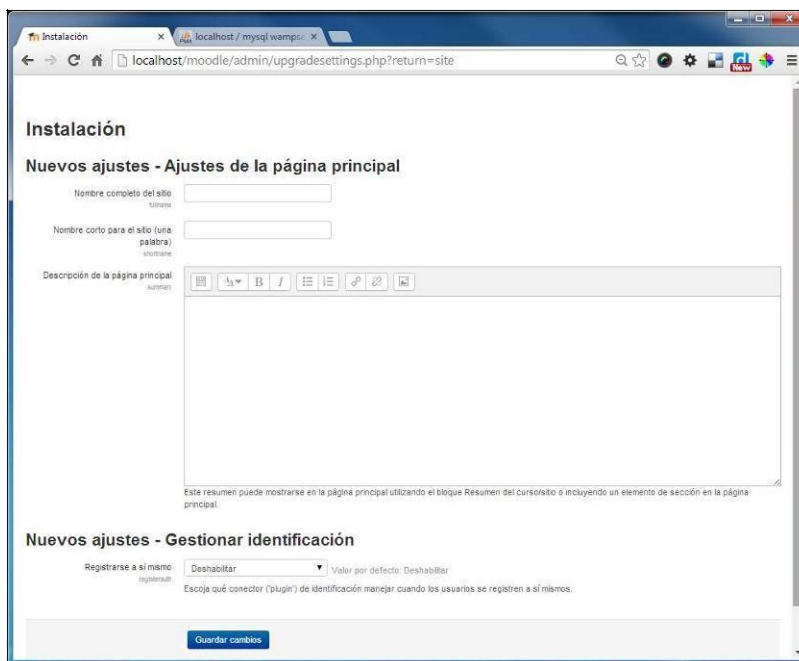 Instalación
localhost / mysql wampse
localhost/moodle/admin/upgradesettings.php?return=site
New
Instalación
Nuevos ajustes - Ajustes de la página principal
Nombre completo del sitio
fullname
Nombre corto para el sitio (una
palabra)
shortname
Descripción de la página principal
summary
B I
Este resumen puede mostrarse en la página principal utilizando el bloque Resumen del curso/sitio o incluyendo un elemento de sección en la página
principal.
Nuevos ajustes - Gestionar identificación
Registrarse a sí mismo
registerauth
Deshabilitar
Valor por defecto: Deshabilitar
Escoja qué conector ('plugin') de identificación manejar cuando los usuarios se registren a sí mismos.
Guardar cambios